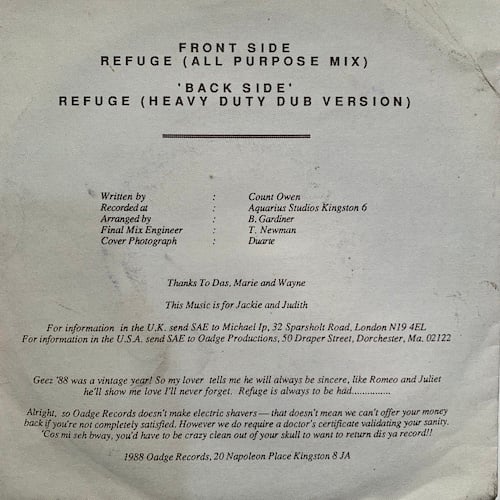 FRONT SIDE
REFUGE (ALL PURPOSE MIX)
'BACK SIDE'
REFUGE (HEAVY DUTY DUB VERSION)
Written by : Count Owen
Recorded at : Aquarius Studios Kingston 6
Arranged by : B. Gardiner
Final Mix Engineer : T. Newman
Cover Photograph : Duarte
Thanks To Das, Marie and Wayne
This Music is for Jackie and Judith
For information in the U.K. send SAE to Michael Ip, 32 Sparsholt Road, London N19 4EL
For information in the U.S.A. send SAE to Oadge Productions, 50 Draper Street, Dorchester, Ma. 02122
Geez '88 was a vintage year! So my lover tells me he will always be sincere, like Romeo and Juliet
he'll show me love I'll never forget. Refuge is always to be had...............
Alright, so Oadge Records doesn't make electric shavers — that doesn't mean we can't offer your money
back if you're not completely satisfied. However we do require a doctor's certificate validating your sanity.
'Cos mi seh bway, you'd have to be crazy clean out of your skull to want to return dis ya record!!
1988 Oadge Records, 20 Napoleon Place Kingston 8 JA